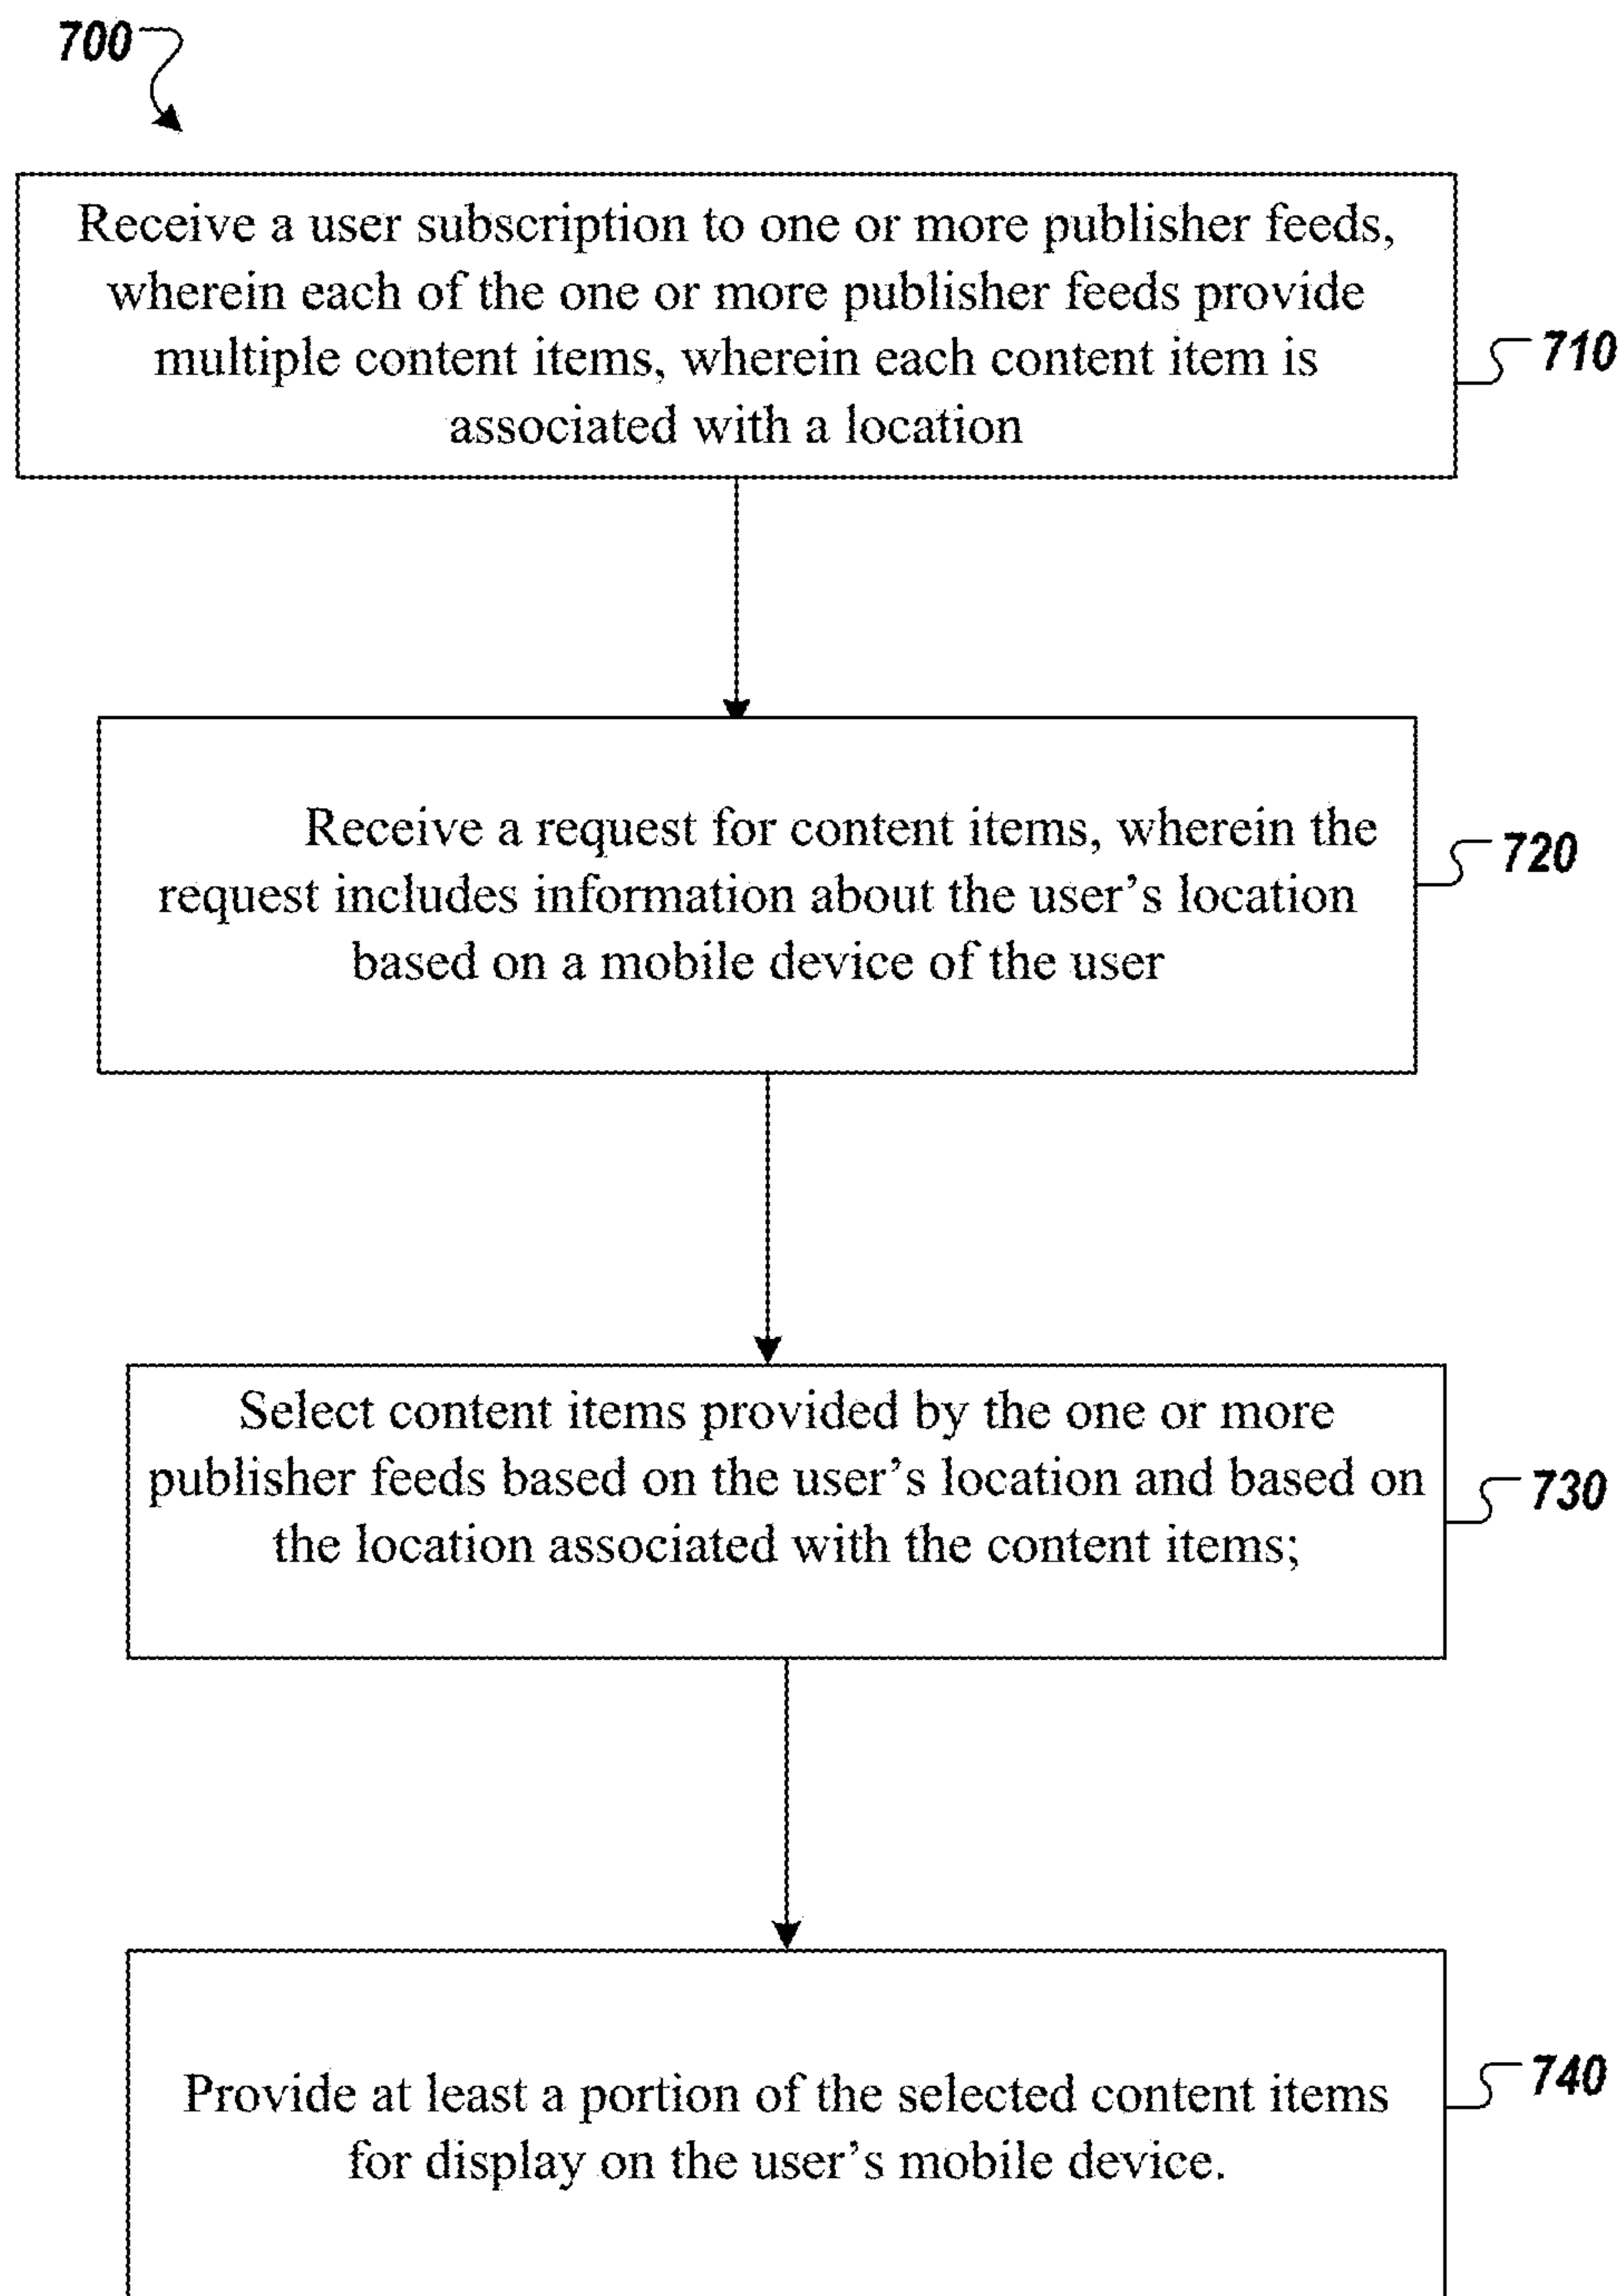 700
Receive a user subscription to one or more publisher feeds,
wherein each of the one or more publisher feeds provide
multiple content items, wherein each content item is
associated with a location
710
Receive a request for content items, wherein the
request includes information about the user’s location
based on a mobile device of the user
720
Select content items provided by the one or more
publisher feeds based on the user’s location and based on
the location associated with the content items;
730
Provide at least a portion of the selected content items
for display on the user’s mobile device.
740